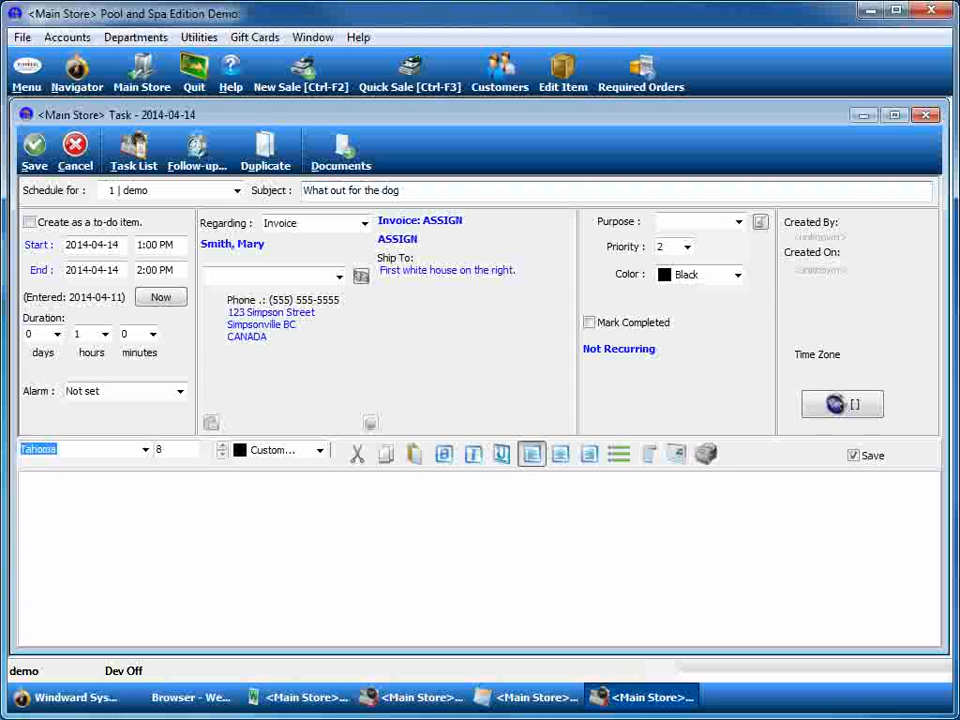 <Main Store> Pool and Spa Edition Demo
File Accounts Departments Utilities Gift Cards Window Help
Menu Navigator Main Store Quit Help New Sale [Ctrl-F2] Quick Sale [Ctrl-F3] Customers Edit Item Required Orders
<Main Store> Task - 2014-04-14
Save Cancel Task List Follow-up... Duplicate Documents
Schedule for : 1 | demo Subject : What out for the dog
Create as a to-do item.
Start : 2014-04-14 1:00 PM
End : 2014-04-14 2:00 PM
(Entered: 2014-04-11) Now
Duration:
0 1 0
days hours minutes
Alarm : Not set
Regarding : Invoice
Smith, Mary
Phone .: (555) 555-5555
123 Simpson Street
Simpsonville BC
CANADA
Invoice: ASSIGN
ASSIGN
Ship To:
First white house on the right.
Purpose :
Priority : 2
Color : Black
Mark Completed
Not Recurring
Created By:
<unknown>
Created On:
<unknown>
Time Zone
[]
Tahoma 8 Custom... Save
demo Dev Off
Windward Sys... Browser - We... <Main Store>... <Main Store>... <Main Store>... <Main Store>...